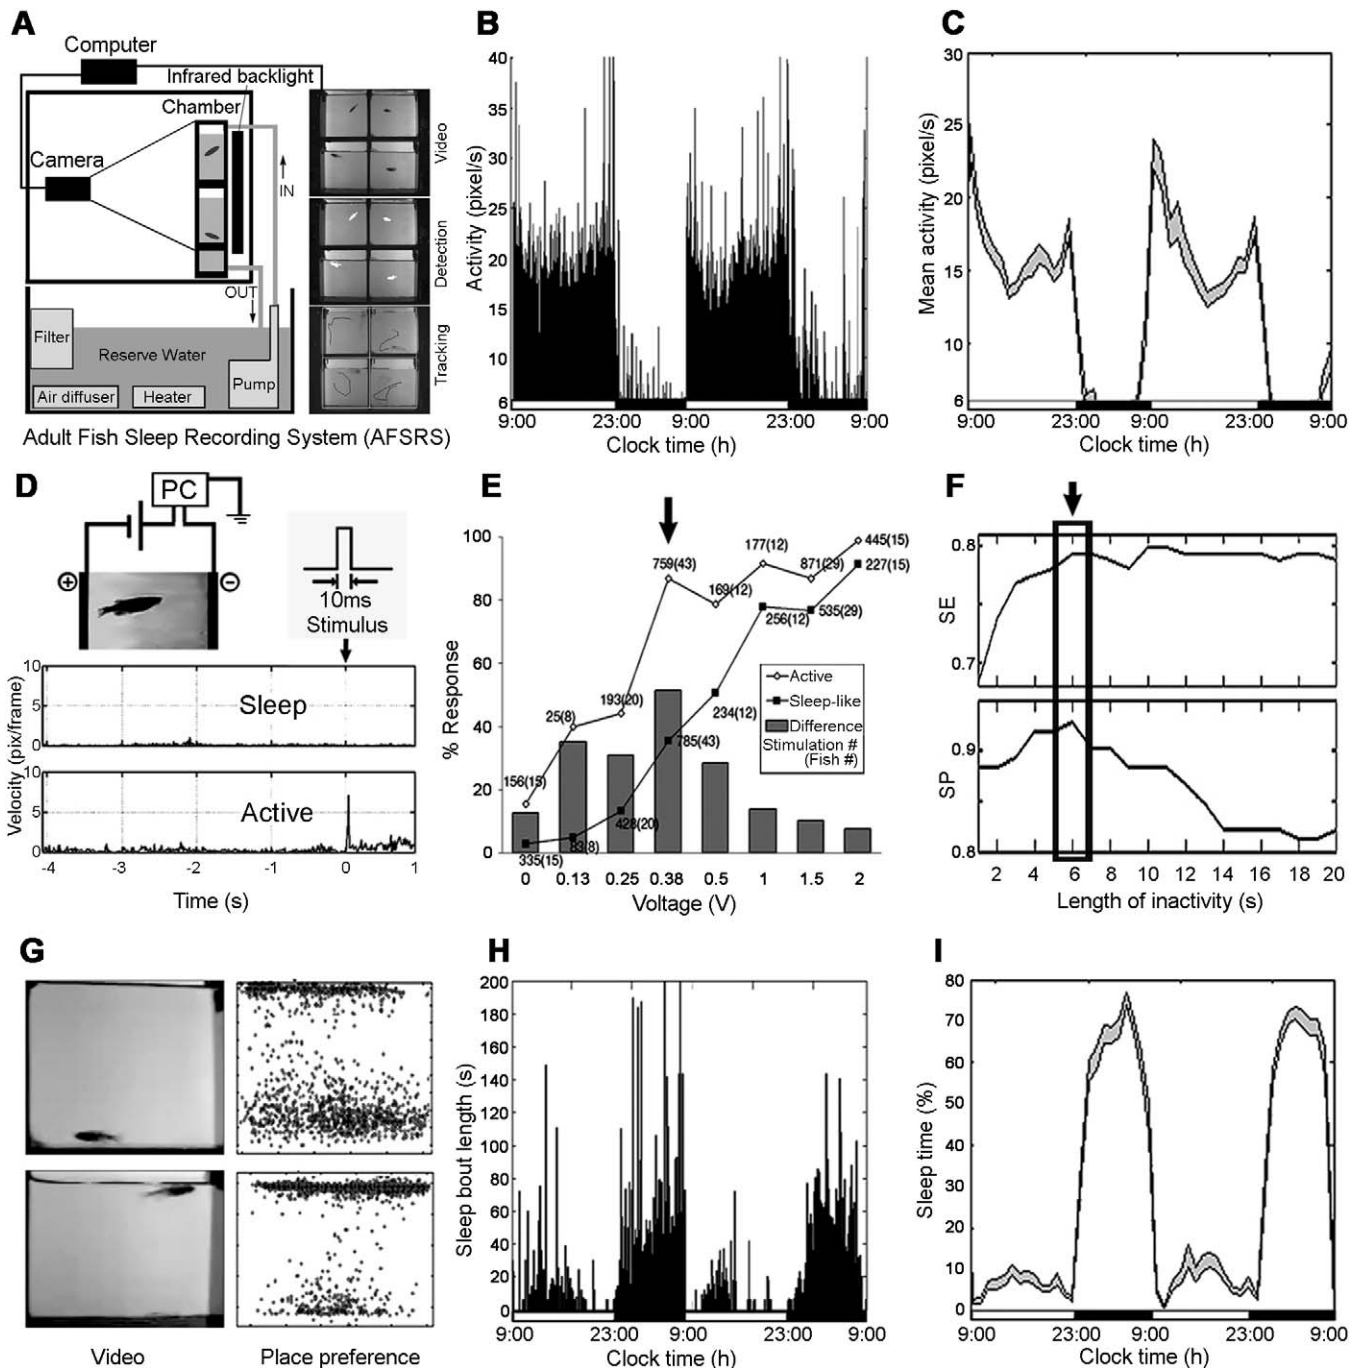 A
Computer
Infrared backlight
Chamber
Camera
IN
OUT
Filter
Reserve Water
Pump
Air diffuser
Heater
Video
Detection
Tracking
Adult Fish Sleep Recording System (AFSRS)
B
Activity (pixel/s)
40
35
30
25
20
15
10
6
9:00 23:00 9:00 23:00 9:00
Clock time (h)
C
Mean activity (pixel/s)
30
25
20
15
10
6
9:00 23:00 9:00 23:00 9:00
Clock time (h)
D
PC
+
−
10ms
Stimulus
Velocity (pix/frame)
10
5
0
Sleep
10
5
0
Active
-4 -3 -2 -1 0 1
Time (s)
E
% Response
100
80
60
40
20
0
156(15)
25(8)
193(20)
759(43)
169(12)
177(12)
871(29)
445(15)
335(15)
83(8)
428(20)
785(43)
234(12)
256(12)
535(29)
227(15)
Active
Sleep-like
Difference
Stimulation #
(Fish #)
0 0.13 0.25 0.38 0.5 1 1.5 2
Voltage (V)
F
SE
0.8
0.7
SP
0.9
0.8
2 4 6 8 10 12 14 16 18 20
Length of inactivity (s)
G
Video
Place preference
H
Sleep bout length (s)
200
180
160
140
120
100
80
60
40
20
0
9:00 23:00 9:00 23:00 9:00
Clock time (h)
I
Sleep time (%)
80
70
60
50
40
30
20
10
0
9:00 23:00 9:00 23:00 9:00
Clock time (h)